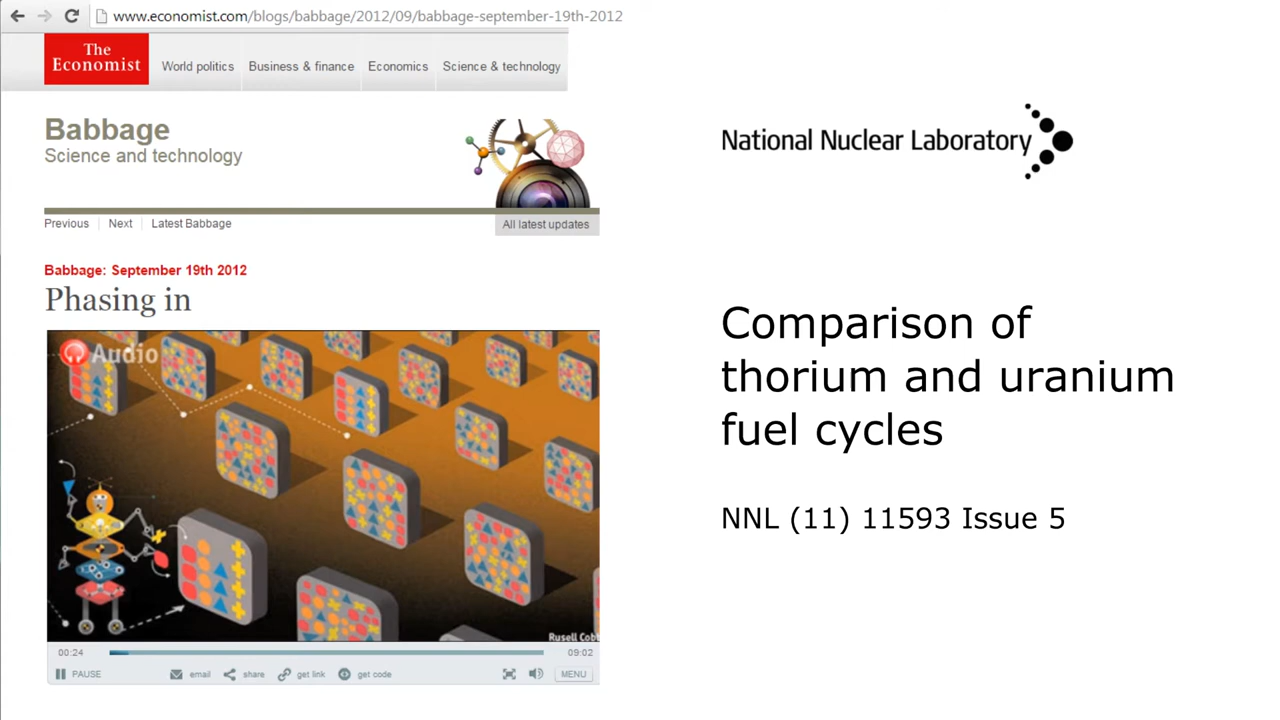 www.economist.com/blogs/babbage/2012/09/babbage-september-19th-2012
The
Economist
World politics Business & finance Economics Science & technology
Babbage
Science and technology
Previous Next Latest Babbage All latest updates
Babbage: September 19th 2012
Phasing in
Audio
Rusell Cobb
00:24 09:02
PAUSE email share get link get code MENU
National Nuclear Laboratory
Comparison of
thorium and uranium
fuel cycles
NNL (11) 11593 Issue 5